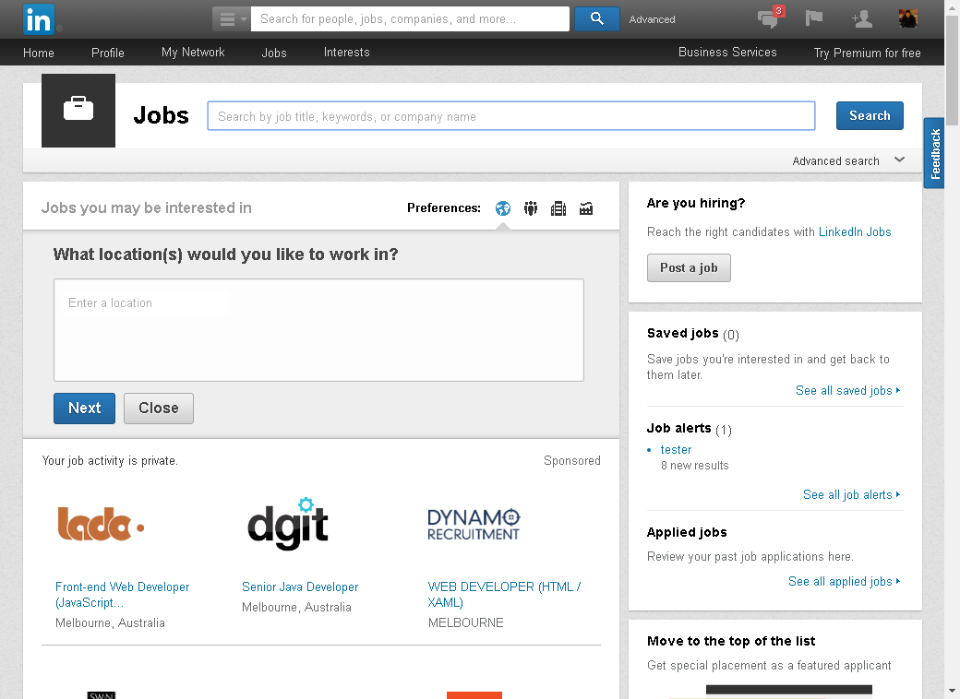 in
Search for people, jobs, companies, and more...
Advanced
3
Home Profile My Network Jobs Interests Business Services Try Premium for free
Jobs
Search by job title, keywords, or company name
Search
Advanced search
Feedback
Jobs you may be interested in
Preferences:
What location(s) would you like to work in?
Enter a location
Next Close
Your job activity is private.
Sponsored
lado
dgit
DYNAMO
RECRUITMENT
Front-end Web Developer
(JavaScript...
Melbourne, Australia
Senior Java Developer
Melbourne, Australia
WEB DEVELOPER (HTML /
XAML)
MELBOURNE
Are you hiring?
Reach the right candidates with LinkedIn Jobs
Post a job
Saved jobs (0)
Save jobs you're interested in and get back to
them later.
See all saved jobs
Job alerts (1)
tester
8 new results
See all job alerts
Applied jobs
Review your past job applications here.
See all applied jobs
Move to the top of the list
Get special placement as a featured applicant